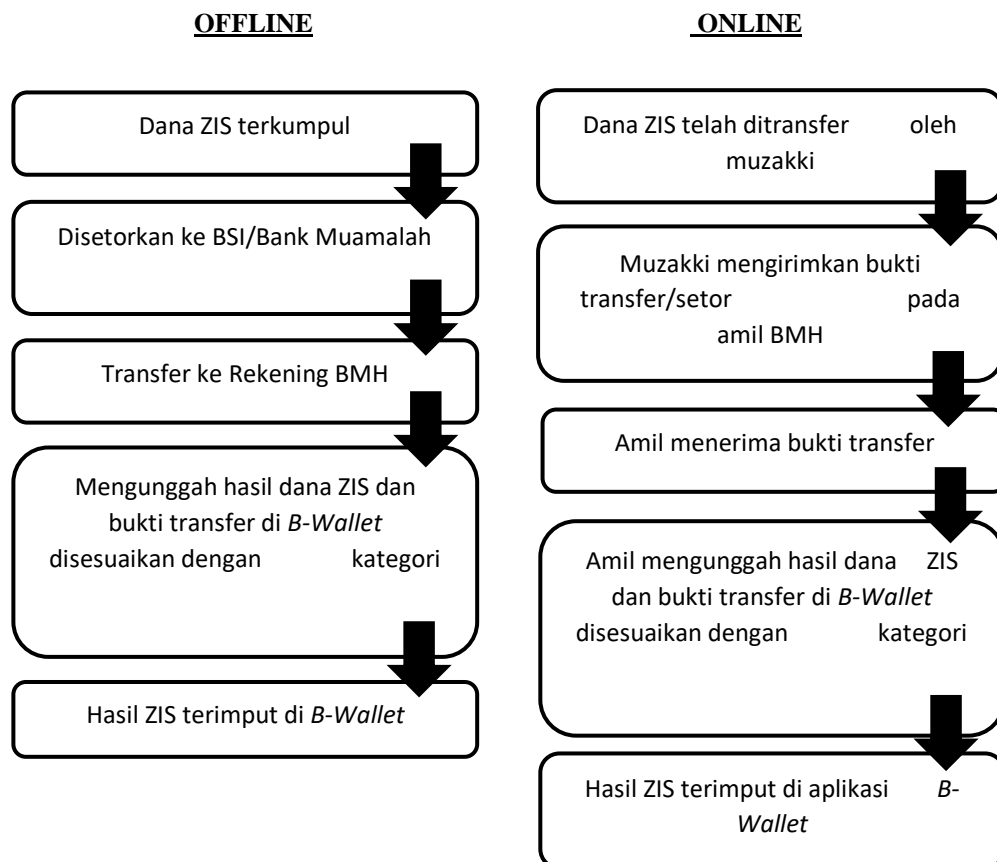 OFFLINE
Dana ZIS terkumpul
Disetorkan ke BSI/Bank Muamalah
Transfer ke Rekening BMH
Mengunggah hasil dana ZIS dan
bukti transfer di B-Wallet
disesuaikan dengan kategori
Hasil ZIS terimput di B-Wallet
ONLINE
Dana ZIS telah ditransfer oleh
muzakki
Muzakki mengirimkan bukti
transfer/setor pada
amil BMH
Amil menerima bukti transfer
Amil mengunggah hasil dana ZIS
dan bukti transfer di B-Wallet
disesuaikan dengan kategori
Hasil ZIS terimput di aplikasi B-
Wallet